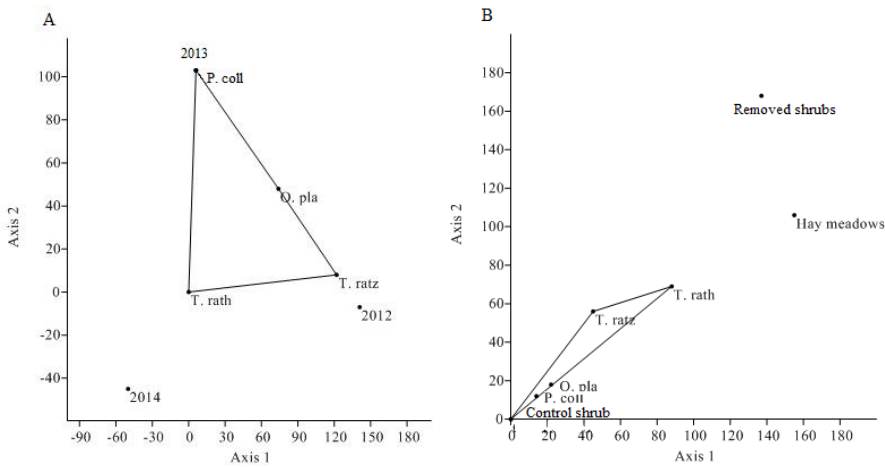 A
2013
P. coll
100
80
60
40
20
0
-20
-40
O. pla
T. ratz
T. rath
2012
2014
Axis 2
-90 -60 -30 0 30 60 90 120 150 180
Axis 1
B
180
160
140
120
100
80
60
40
20
0
Removed shrubs
Hay meadows
T. rath
T. ratz
O. pla
P. coll
Control shrub
Axis 2
0 20 40 60 80 100 120 140 160 180
Axis 1